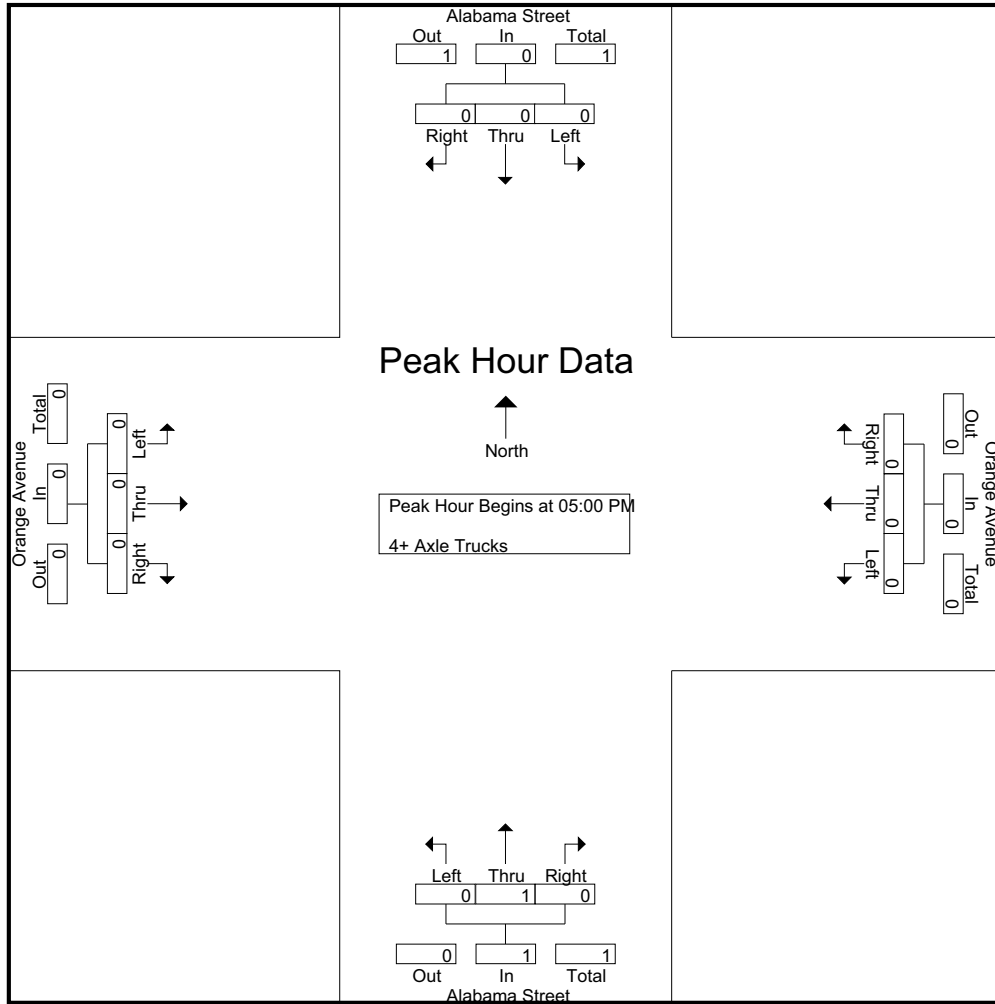 Alabama Street
Out In Total
1 0 1
0 0 0
Right Thru Left
Peak Hour Data
North
Peak Hour Begins at 05:00 PM
4+ Axle Trucks
Orange Avenue
Total In Out
0 0 0
0 0 0
Left Thru Right
Right Thru Left
0 0 0
Out In Total
0 0 0
Orange Avenue
Left Thru Right
0 1 0
0 1 1
Out In Total
Alabama Street